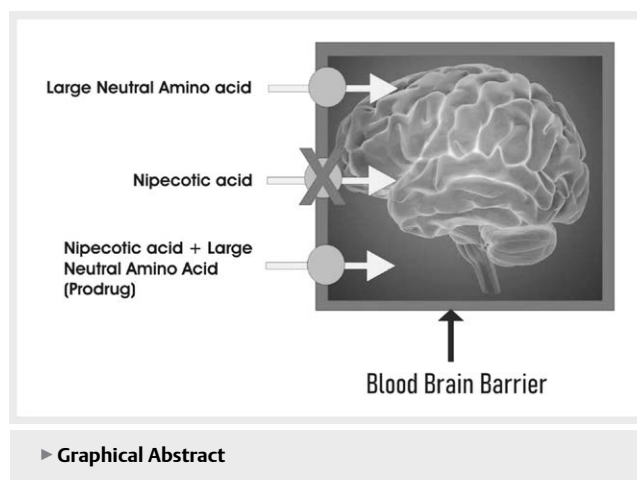 Large Neutral Amino acid
Nipecotic acid
Nipecotic acid + Large
Neutral Amino Acid
(Prodrug)
Blood Brain Barrier
▶ Graphical Abstract